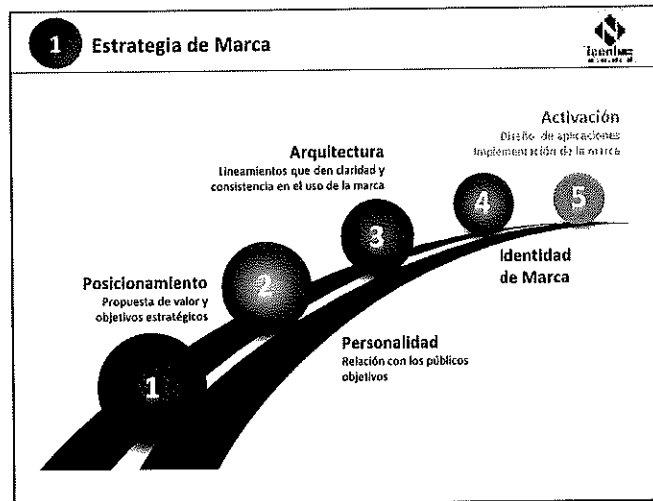 1 Estrategia de Marca
Activación
Diseño de aplicaciones
Implementación de la marca
Arquitectura
Lineamientos que den claridad y
consistencia en el uso de la marca
5
4
3
Identidad
de Marca
Posicionamiento
Propuesta de valor y
objetivos estratégicos
2
Personalidad
Relación con los públicos
objetivos
1